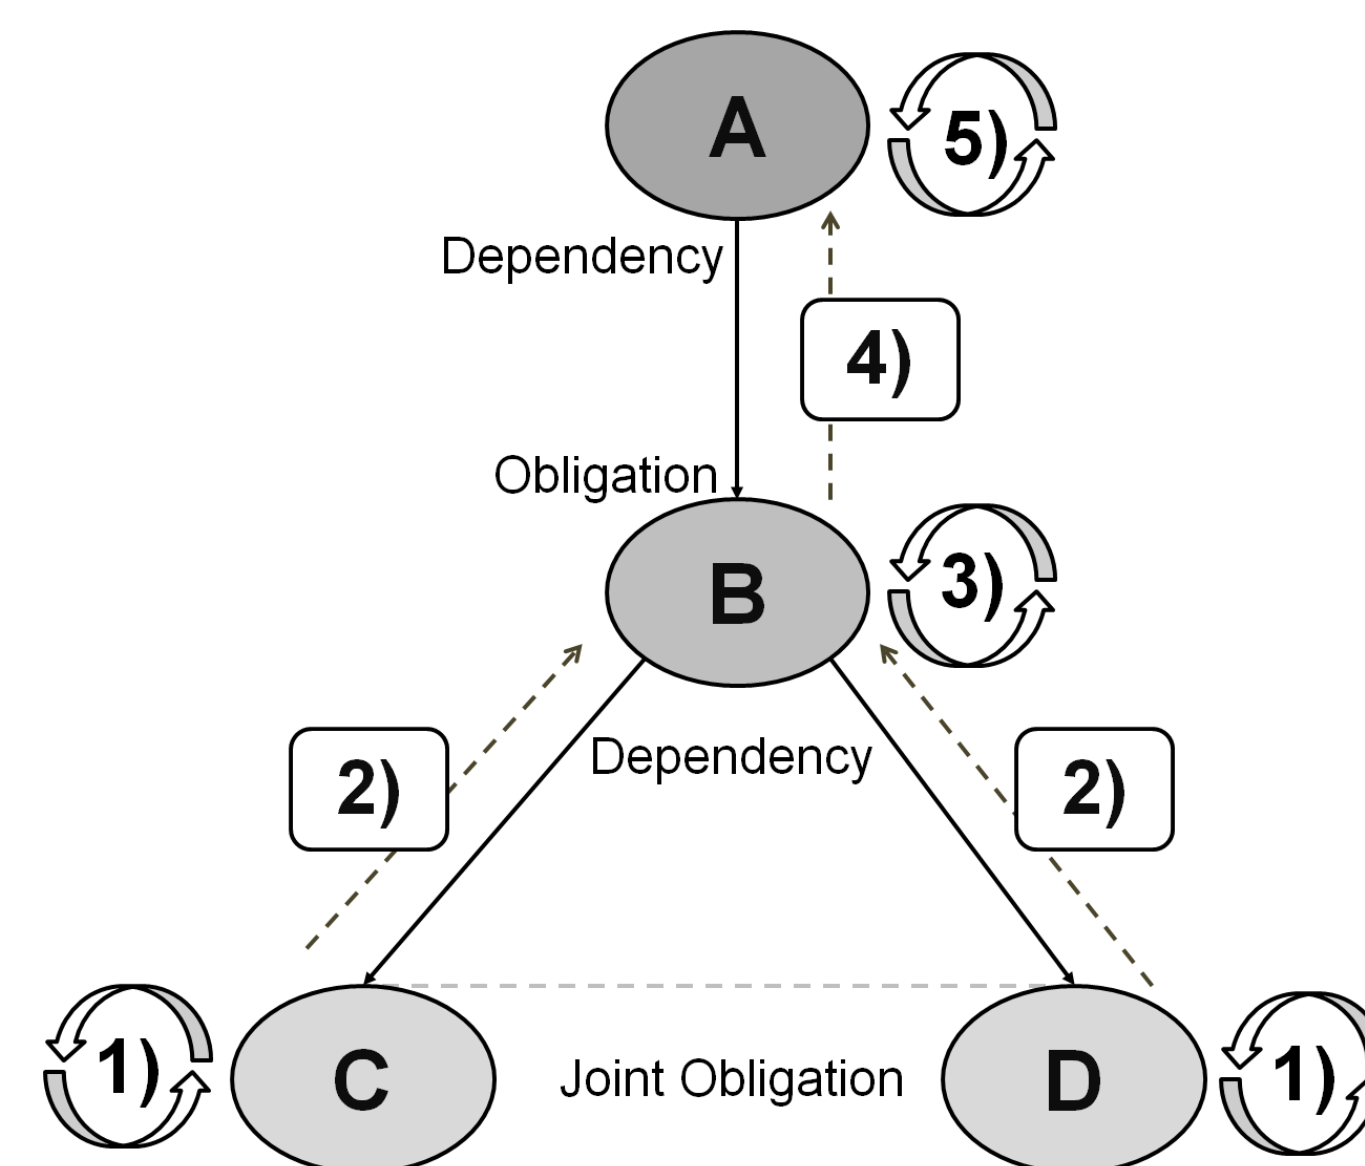 A
5)
Dependency
4)
Obligation
B
3)
Dependency
2)
2)
1)
C
Joint Obligation
D
1)